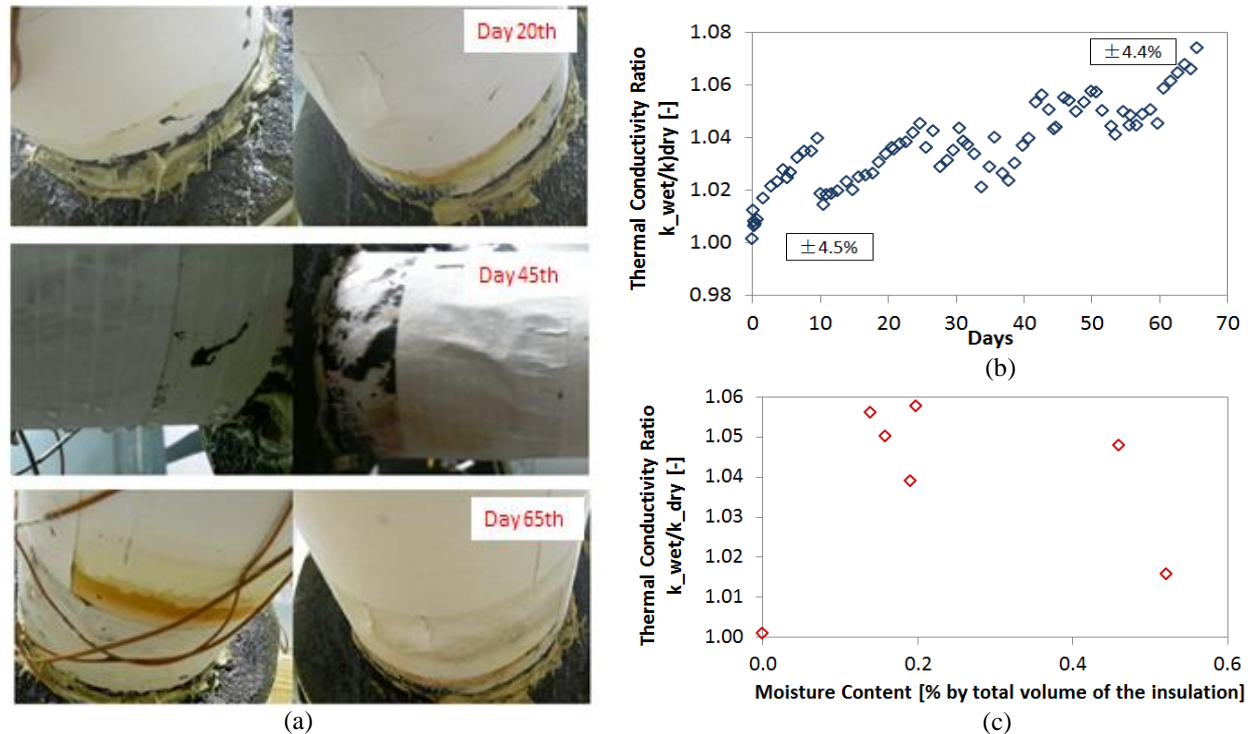 Day 20th
Day 45th
Day 65th
(a)
Thermal Conductivity Ratio
k_wet/k)dry [-]
1.08
1.06
1.04
1.02
1.00
0.98
±4.4%
±4.5%
0 10 20 30 40 50 60 70
Days
(b)
Thermal Conductivity Ratio
k_wet/k_dry [-]
1.06
1.05
1.04
1.03
1.02
1.01
1.00
0.0 0.2 0.4 0.6
Moisture Content [% by total volume of the insulation]
(c)